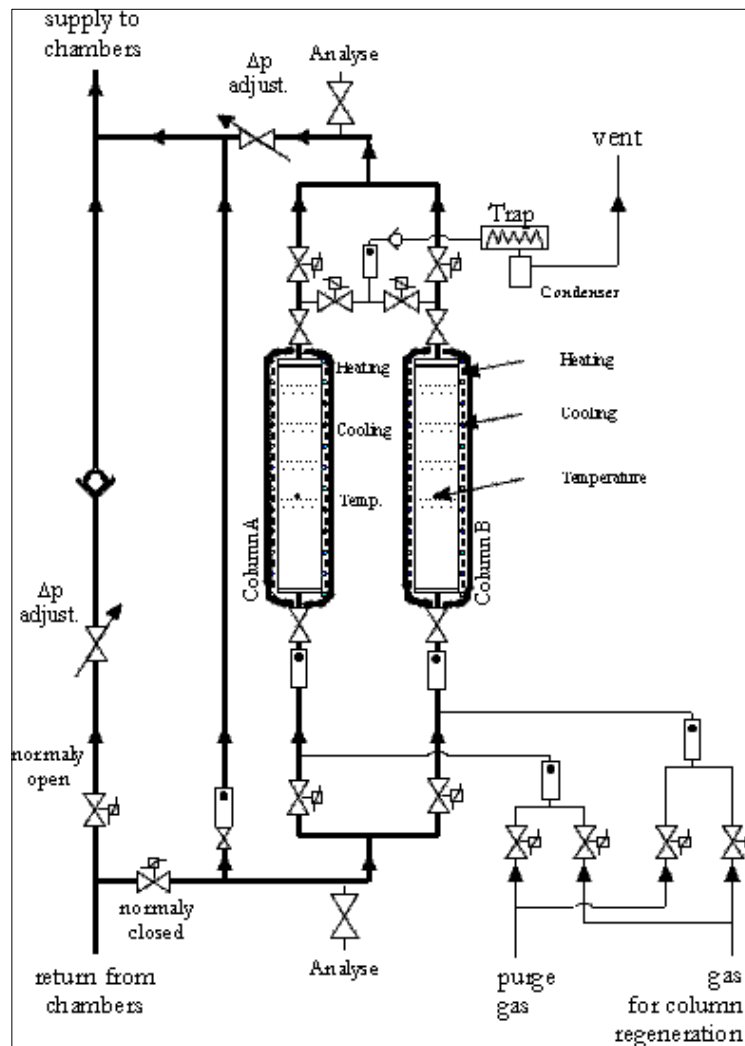 supply to
chambers
Analyse
Δp
adjust.
vent
Trap
Condenser
Heating
Heating
Cooling
Cooling
Temp.
Temperature
Column A
Column B
Δp
adjust.
normaly
open
normaly
closed
Analyse
return from
chambers
purge
gas
gas
for column
regeneration